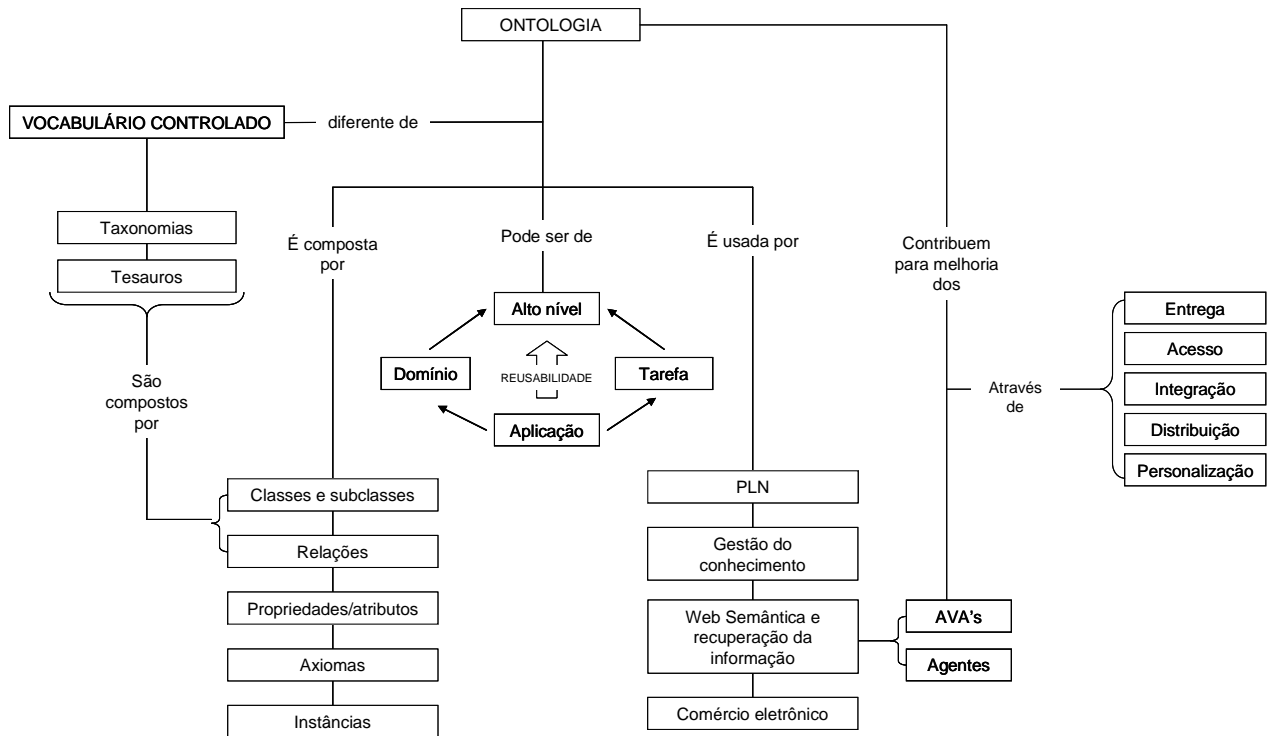 ONTOLOGIA
VOCABULÁRIO CONTROLADO
diferente de
Taxonomias
Tesauros
São
compostos
por
É composta
por
Classes e subclasses
Relações
Propriedades/atributos
Axiomas
Instâncias
Pode ser de
Alto nível
Domínio
REUSABILIDADE
Tarefa
Aplicação
É usada por
PLN
Gestão do
conhecimento
Web Semântica e
recuperação da
informação
Comércio eletrônico
AVA's
Agentes
Contribuem
para melhoria
dos
Através
de
Entrega
Acesso
Integração
Distribuição
Personalização